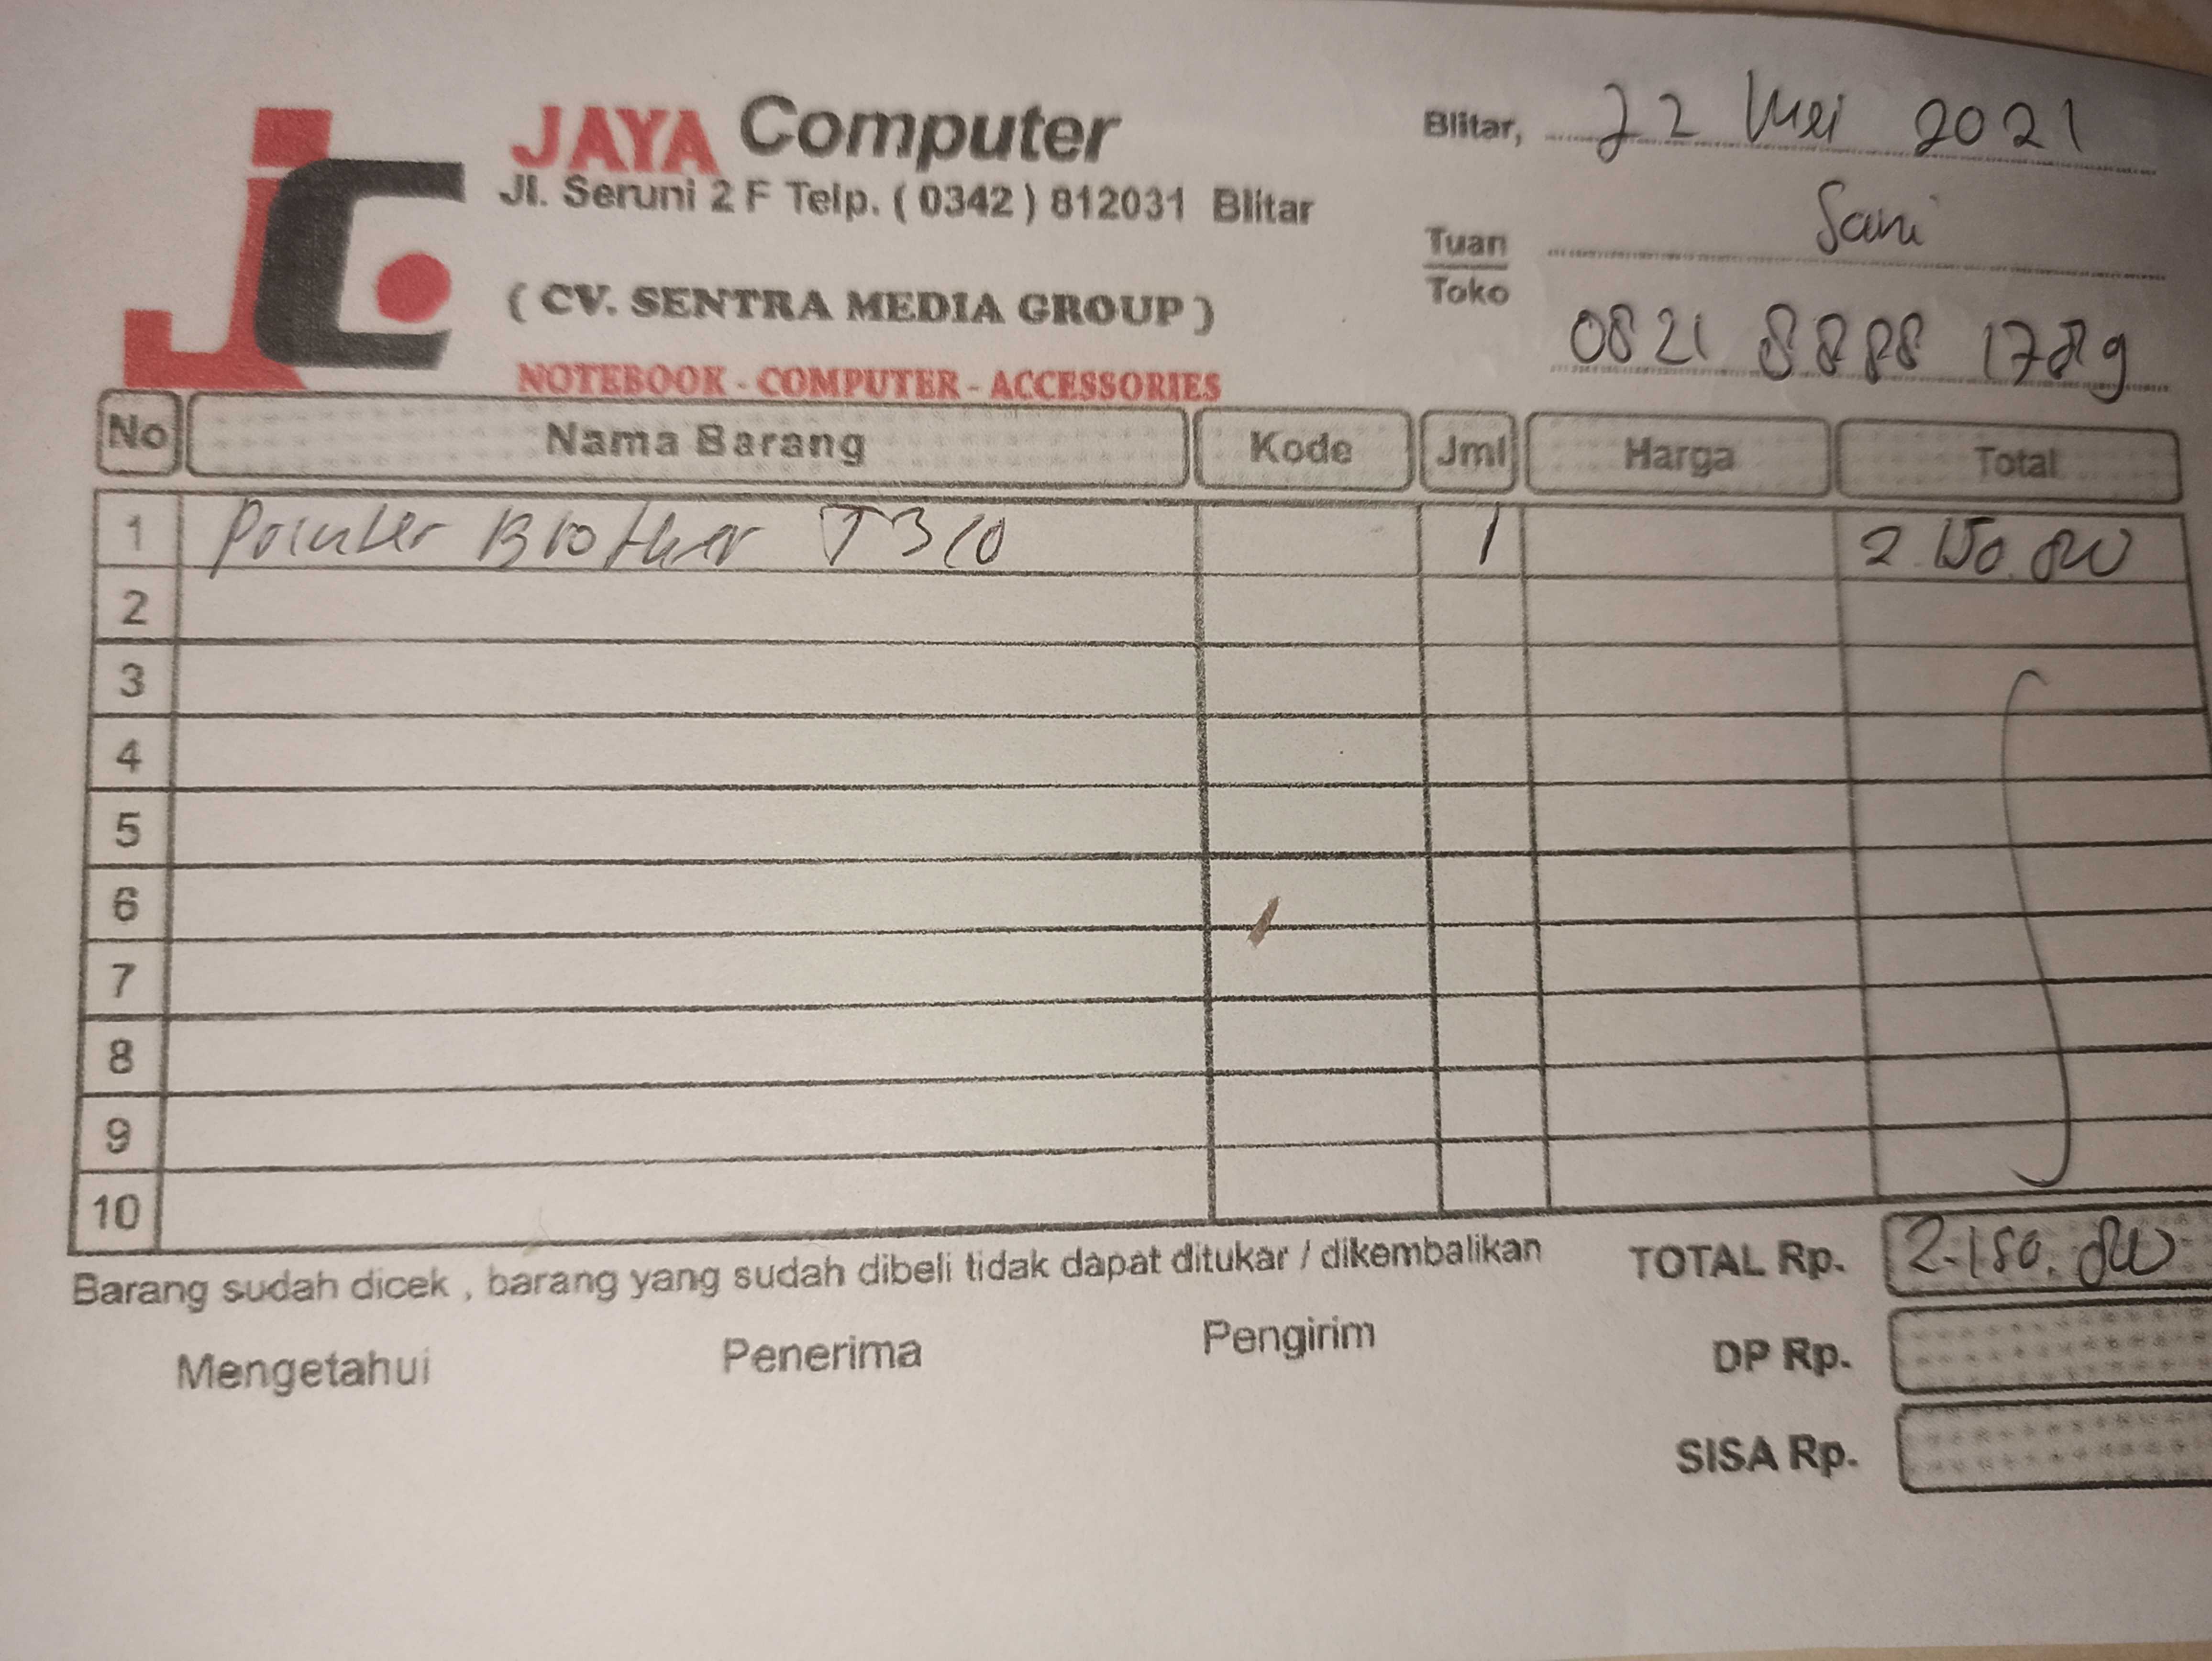 JAYA Computer
Jl. Seruni 2 F Telp. ( 0342 ) 812031 Blitar
( CV. SENTRA MEDIA GROUP )
NOTEBOOK - COMPUTER - ACCESSORIES
Blitar, 22 Mei 2021
Tuan
Toko
Sani
0821 8888 1789
No Nama Barang Kode Jml Harga Total
1 Printer Brother T310 1 2.150.000
2
3
4
5
6
7
8
9
10
Barang sudah dicek , barang yang sudah dibeli tidak dapat ditukar / dikembalikan
TOTAL Rp. 2.150.000
Mengetahui Penerima Pengirim
DP Rp.
SISA Rp.